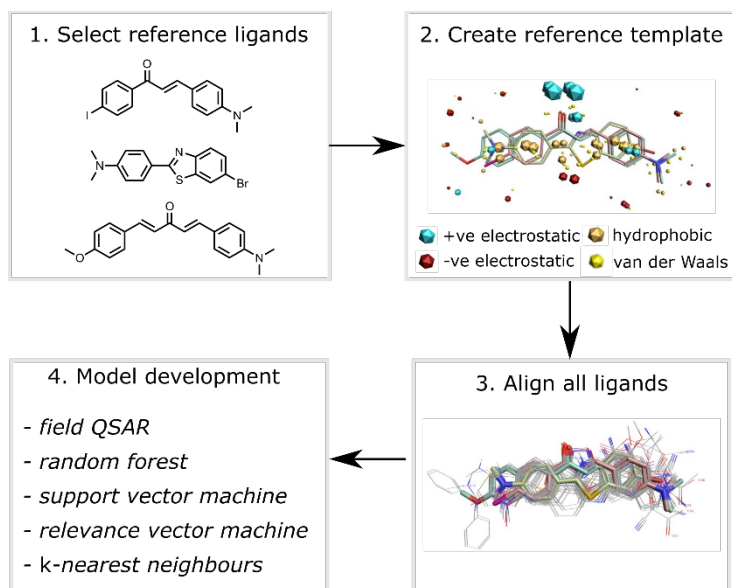 1. Select reference ligands
O
I
N
N
N
S
Br
O
O
N
2. Create reference template
+ve electrostatic
hydrophobic
-ve electrostatic
van der Waals
3. Align all ligands
4. Model development
- field QSAR
- random forest
- support vector machine
- relevance vector machine
- k-nearest neighbours